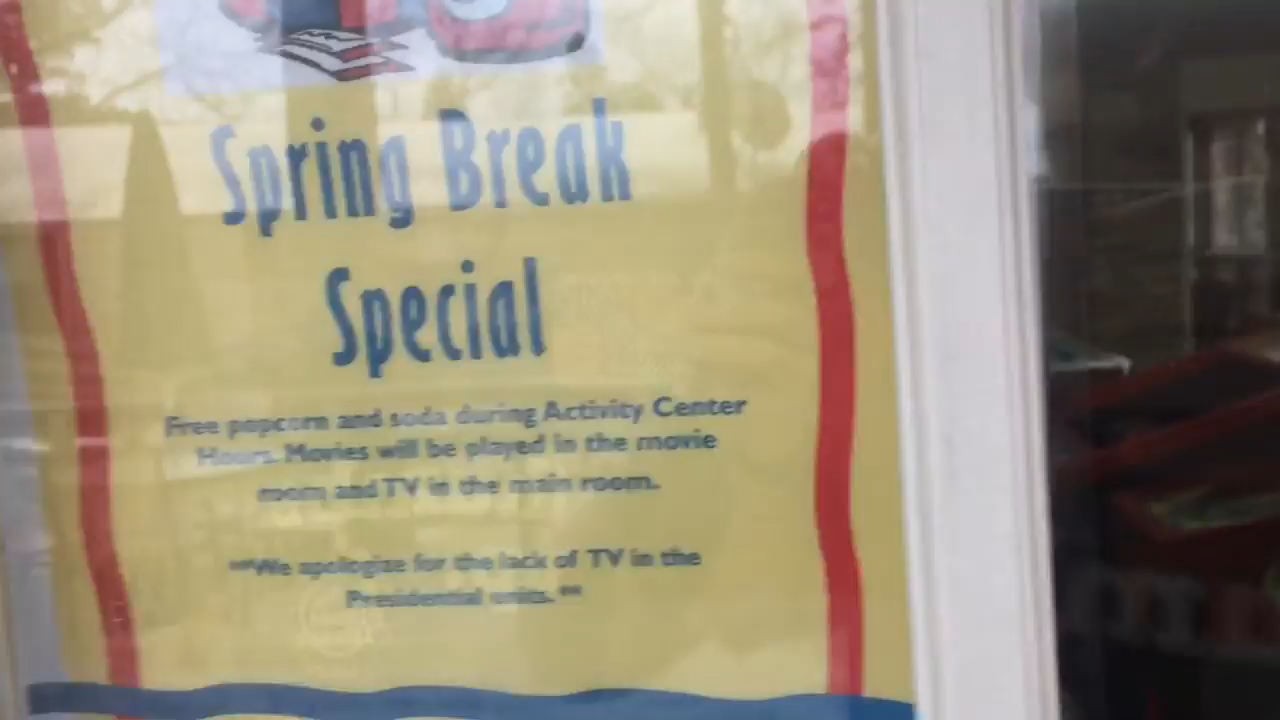 Spring Break
Special
Free popcorn and soda during Activity Center
Hours. Movies will be played in the movie
room and TV in the main room.
**We apologize for the lack of TV in the
Presidential units.**